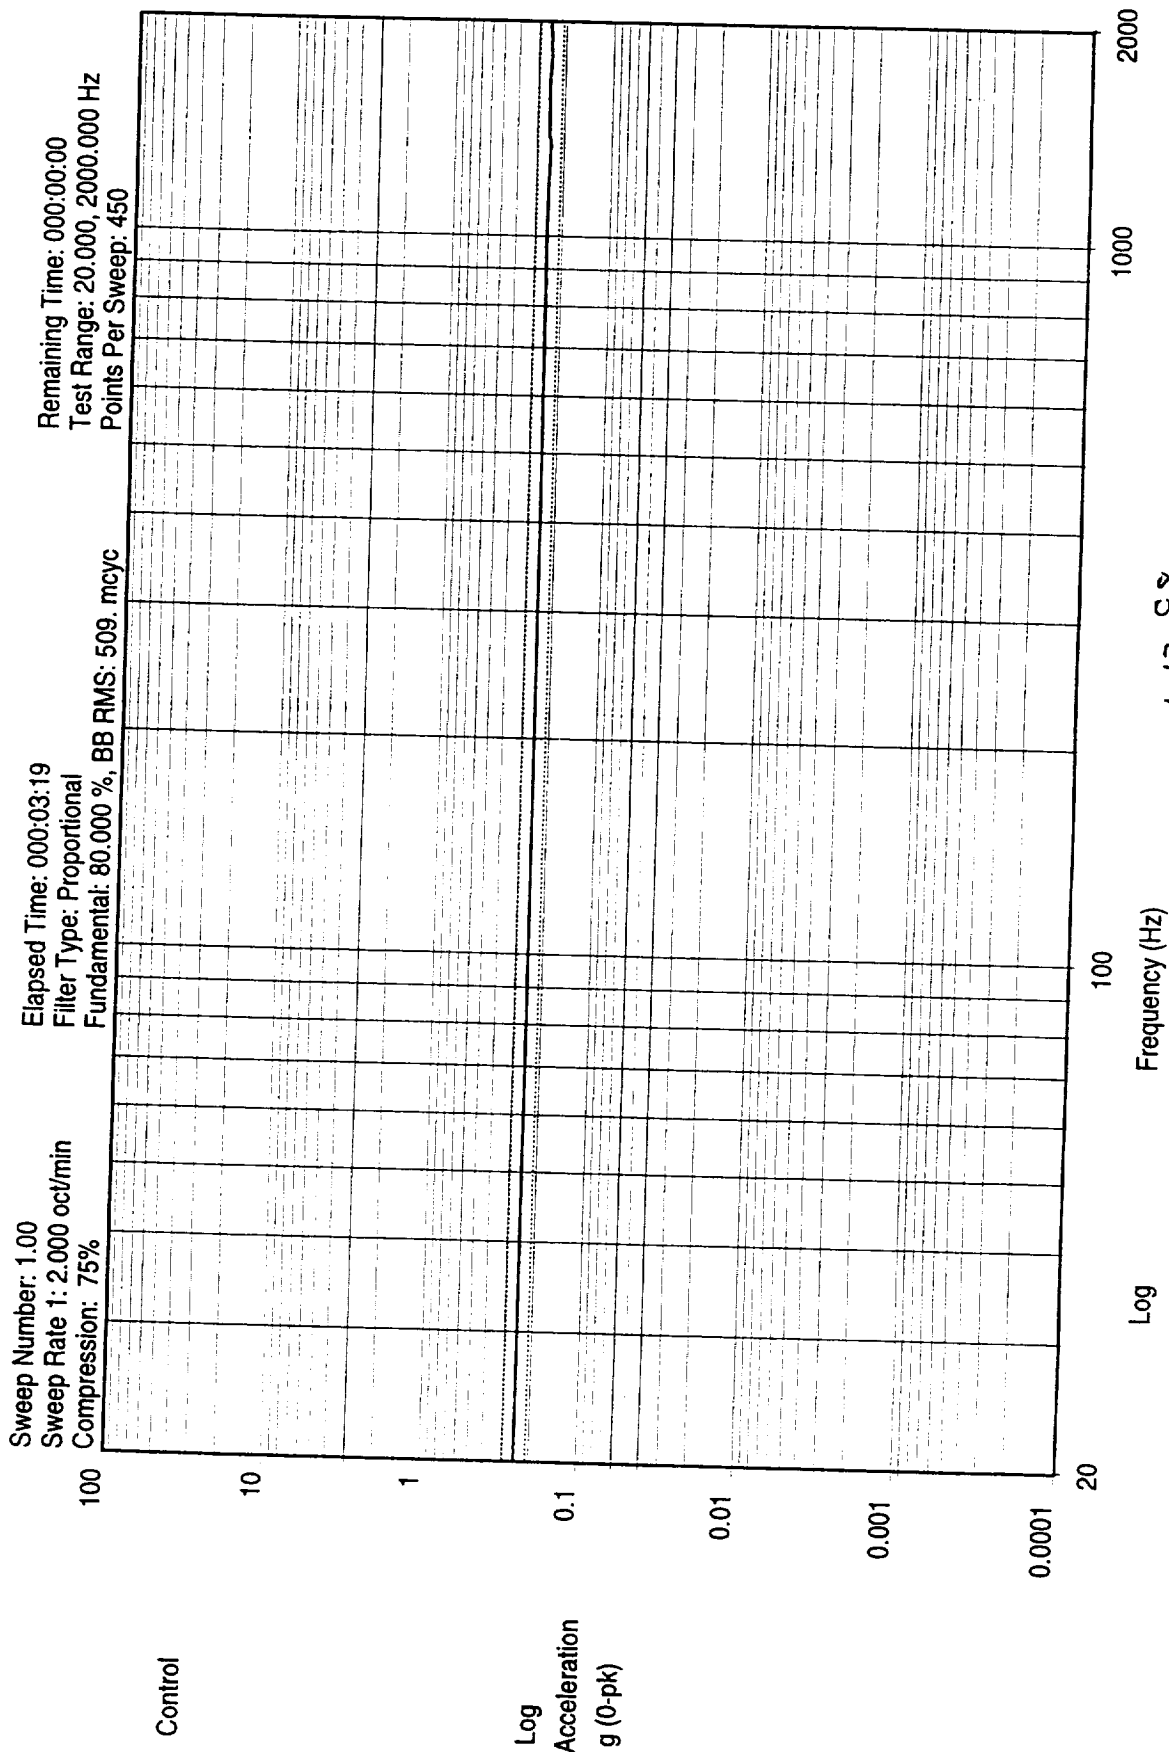 Sweep Number: 1.00
Sweep Rate 1: 2.000 oct/min
Compression: 75%
Elapsed Time: 000:03:19
Filter Type: Proportional
Fundamental: 80.000 %, BB RMS: 509. mcyc
Remaining Time: 000:00:00
Test Range: 20.000, 2000.000 Hz
Points Per Sweep: 450
Control
100
10
1
0.1
0.01
0.001
0.0001
Log
Acceleration
g (0-pk)
20
100
1000
2000
Log
Frequency (Hz)